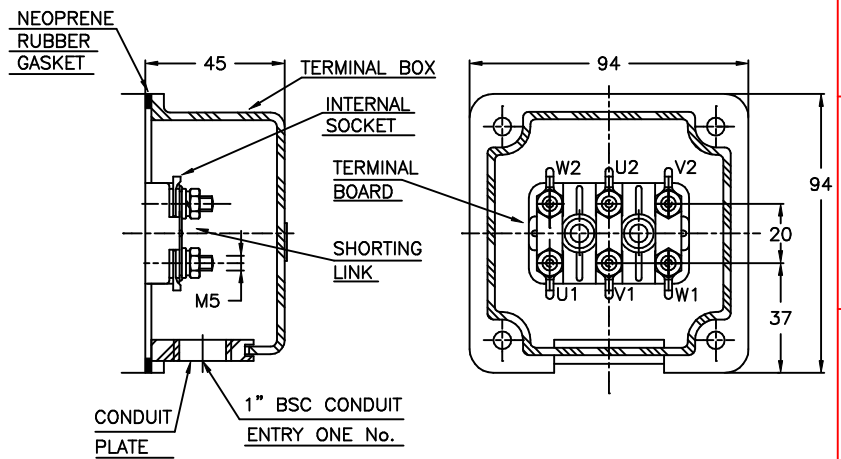 NEOPRENE
RUBBER
GASKET
45
TERMINAL BOX
INTERNAL
SOCKET
TERMINAL
BOARD
SHORTING
LINK
M5
CONDUIT
PLATE
1" BSC CONDUIT
ENTRY ONE No.
94
W2 U2 V2
94
20
U1 V1 W1
37